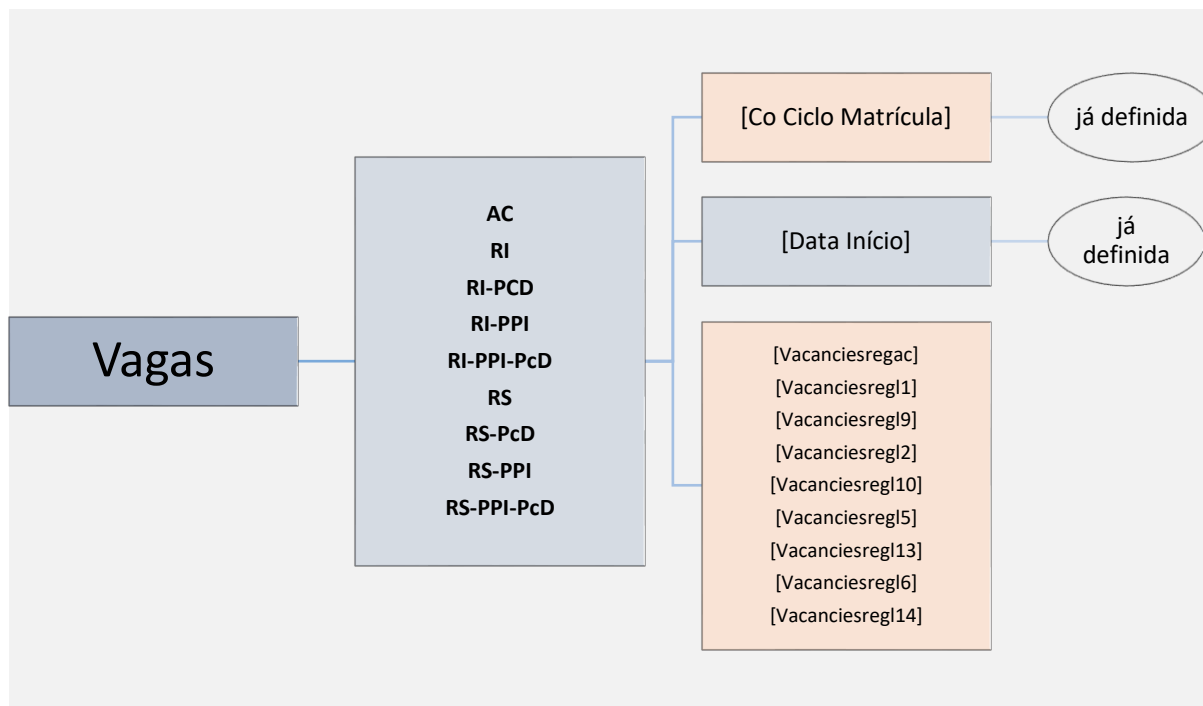 Vagas
AC
RI
RI-PCD
RI-PPI
RI-PPI-PcD
RS
RS-PcD
RS-PPI
RS-PPI-PcD
[Co Ciclo Matrícula]
já definida
[Data Início]
já
definida
[Vacanciesregac]
[Vacanciesregl1]
[Vacanciesregl9]
[Vacanciesregl2]
[Vacanciesregl10]
[Vacanciesregl5]
[Vacanciesregl13]
[Vacanciesregl6]
[Vacanciesregl14]